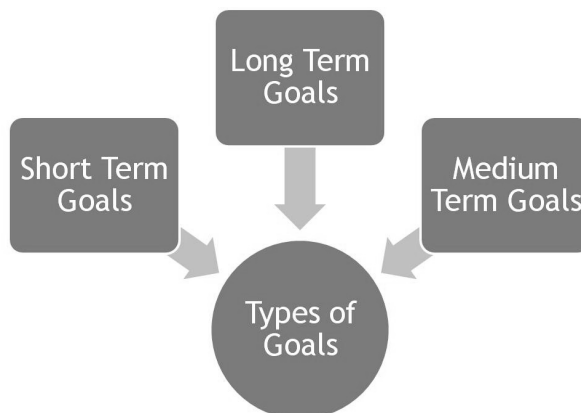 Long Term
Goals
Short Term
Goals
Medium
Term Goals
Types of
Goals